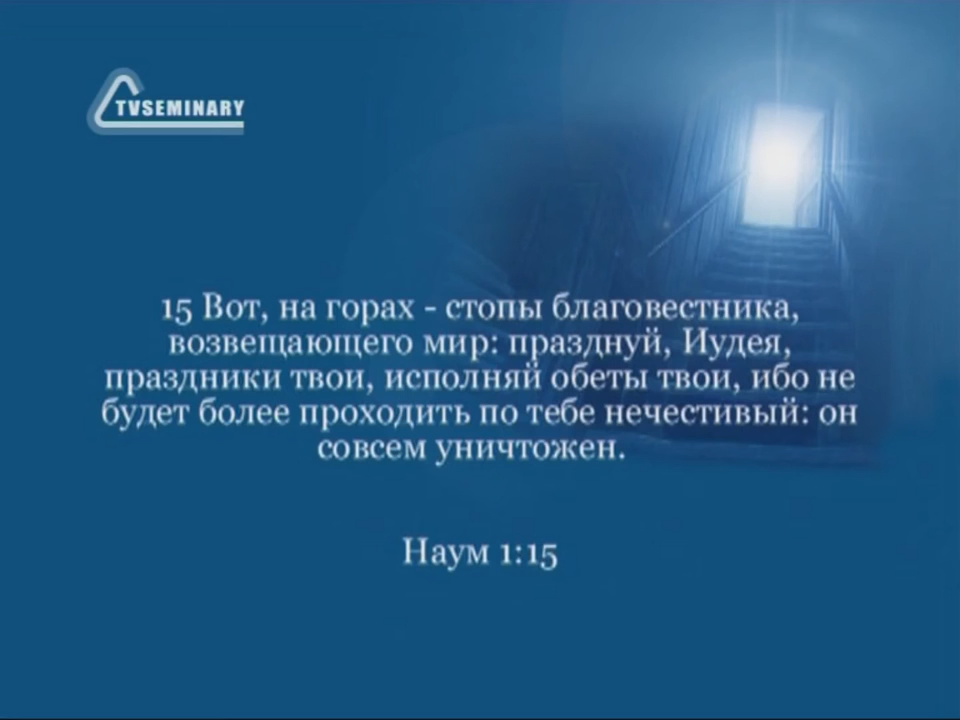 TVSEMINARY
15 Вот, на горах - стопы благовестника,
возвещающего мир: празднуй, Иудея,
праздники твои, исполняй обеты твои, ибо не
будет более проходить по тебе нечестивый: он
совсем уничтожен.
Наум 1:15